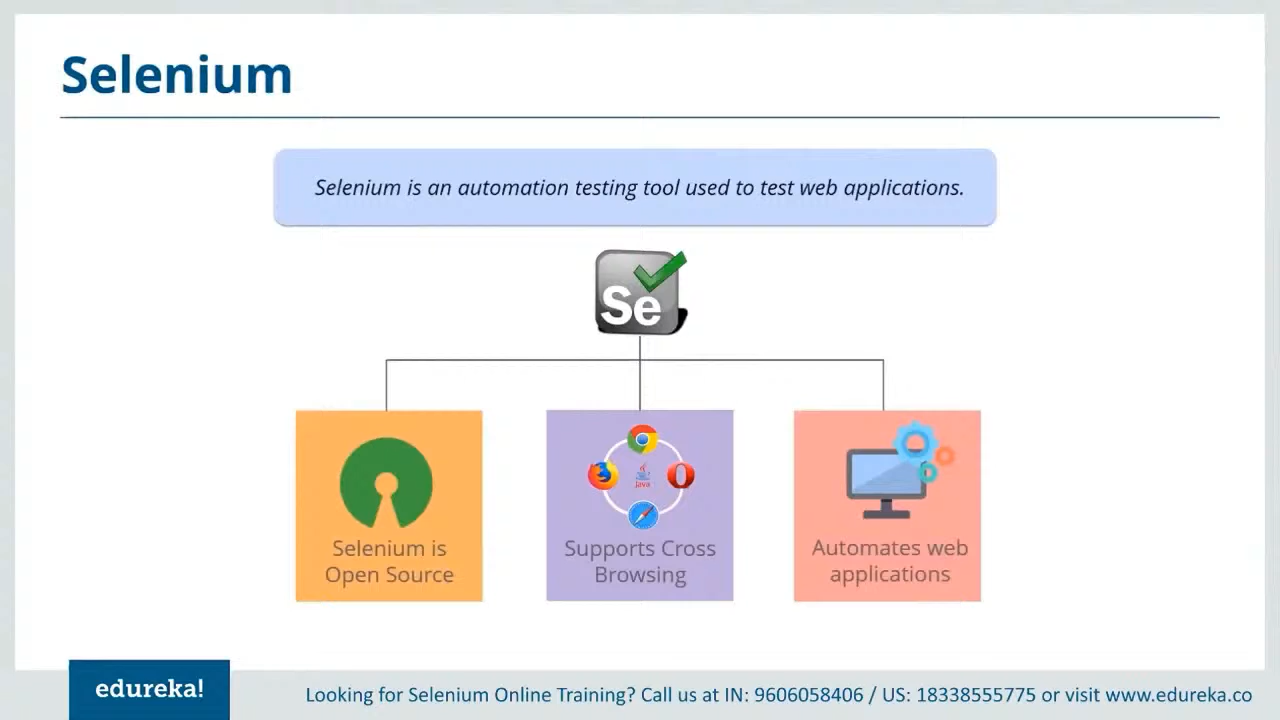 Selenium
Selenium is an automation testing tool used to test web applications.
Se
Java
Selenium is
Open Source
Supports Cross
Browsing
Automates web
applications
edureka!
Looking for Selenium Online Training? Call us at IN: 9606058406 / US: 18338555775 or visit www.edureka.co